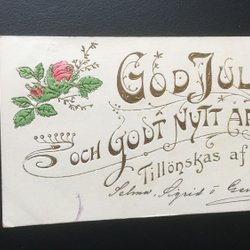 GOD JUL
OCH GODT NYTT ÅR
Tillönskas af
Selma, Sigrid o